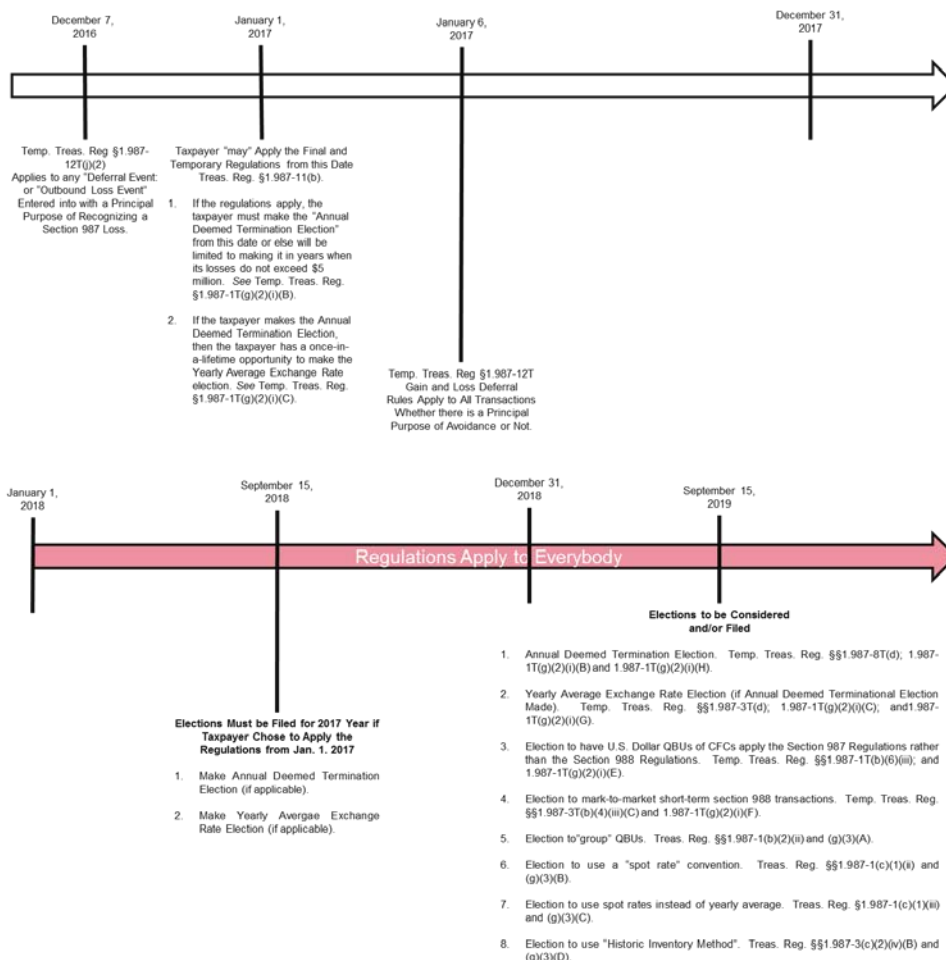 December 7,
2016
January 1,
2017
January 6,
2017
December 31,
2017
Temp. Treas. Reg §1.987-
12T(j)(2)
Applies to any "Deferral Event:
or "Outbound Loss Event"
Entered into with a Principal
Purpose of Recognizing a
Section 987 Loss.
Taxpayer "may" Apply the Final and
Temporary Regulations from this Date
Treas. Reg. §1.987-11(b).
1. If the regulations apply, the
taxpayer must make the "Annual
Deemed Termination Election"
from this date or else will be
limited to making it in years when
its losses do not exceed $5
million. See Temp. Treas. Reg.
§1.987-1T(g)(2)(i)(B).
2. If the taxpayer makes the Annual
Deemed Termination Election,
then the taxpayer has a once-in-
a-lifetime opportunity to make the
Yearly Average Exchange Rate
election. See Temp. Treas. Reg.
§1.987-1T(g)(2)(i)(C).
Temp. Treas. Reg §1.987-12T
Gain and Loss Deferral
Rules Apply to All Transactions
Whether there is a Principal
Purpose of Avoidance or Not.
January 1,
2018
September 15,
2018
December 31,
2018
September 15,
2019
Regulations Apply to Everybody
Elections Must be Filed for 2017 Year if
Taxpayer Chose to Apply the
Regulations from Jan. 1. 2017
1. Make Annual Deemed Termination
Election (if applicable).
2. Make Yearly Avergae Exchange
Rate Election (if applicable).
Elections to be Considered
and/or Filed
1. Annual Deemed Termination Election. Temp. Treas. Reg. §§1.987-8T(d); 1.987-
1T(g)(2)(i)(B) and 1.987-1T(g)(2)(i)(H).
2. Yearly Average Exchange Rate Election (if Annual Deemed Terminational Election
Made). Temp. Treas. Reg. §§1.987-3T(d); 1.987-1T(g)(2)(i)(C); and1.987-
1T(g)(2)(i)(G).
3. Election to have U.S. Dollar QBUs of CFCs apply the Section 987 Regulations rather
than the Section 988 Regulations. Temp. Treas. Reg. §§1.987-1T(b)(6)(iii); and
1.987-1T(g)(2)(i)(E).
4. Election to mark-to-market short-term section 988 transactions. Temp. Treas. Reg.
§§1.987-3T(b)(4)(iii)(C) and 1.987-1T(g)(2)(i)(F).
5. Election to"group" QBUs. Treas. Reg. §§1.987-1(b)(2)(ii) and (g)(3)(A).
6. Election to use a "spot rate" convention. Treas. Reg. §§1.987-1(c)(1)(ii) and
(g)(3)(B).
7. Election to use spot rates instead of yearly average. Treas. Reg. §1.987-1(c)(1)(iii)
and (g)(3)(C).
8. Election to use "Historic Inventory Method". Treas. Reg. §§1.987-3(c)(2)(iv)(B) and
(g)(3)(D).